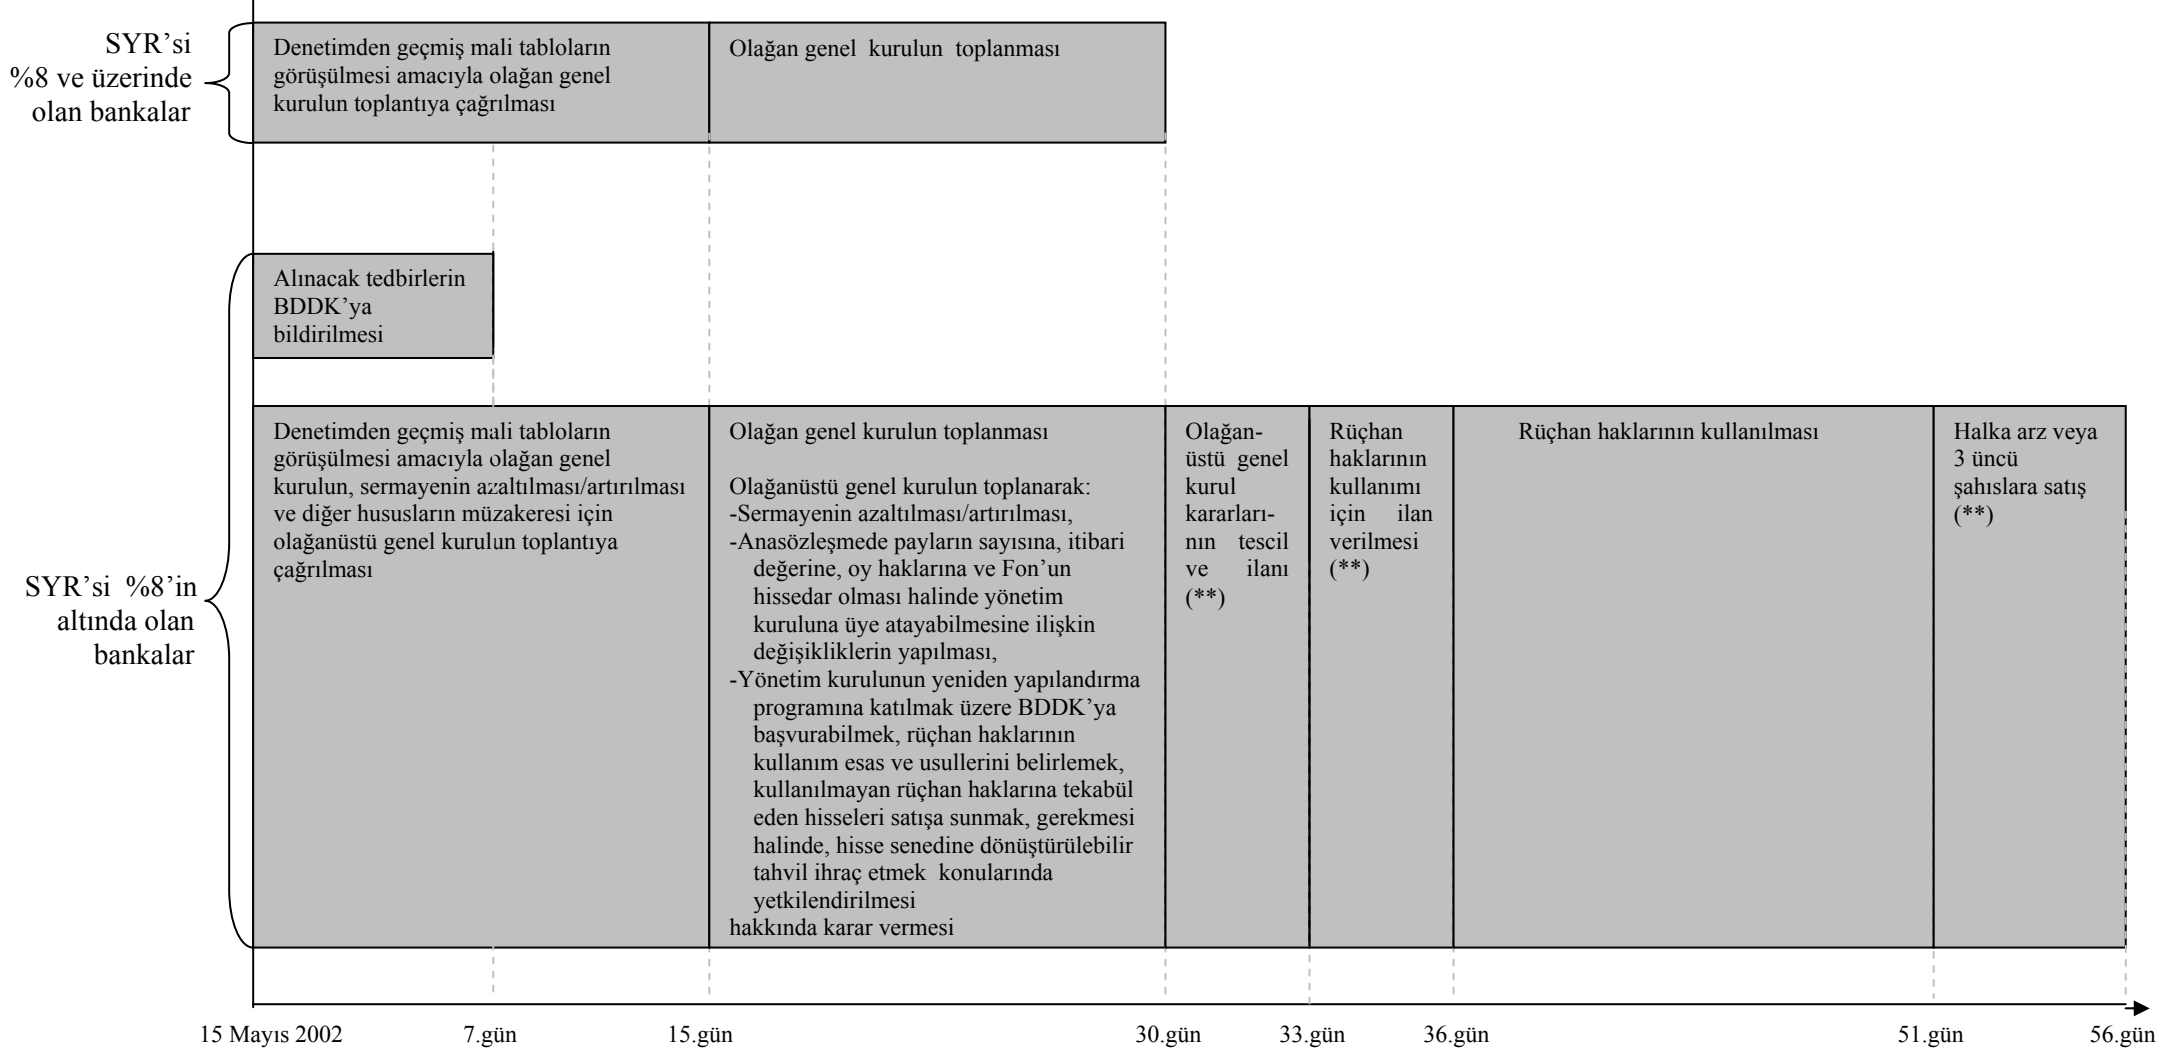 SYR’si
%8 ve üzerinde
olan bankalar
Denetimden geçmiş mali tabloların
görüşülmesi amacıyla olağan genel
kurulun toplantıya çağrılması
Olağan genel kurulun toplanması
Alınacak tedbirlerin
BDDK’ya
bildirilmesi
SYR’si %8’in
altında olan
bankalar
Denetimden geçmiş mali tabloların
görüşülmesi amacıyla olağan genel
kurulun, sermayenin azaltılması/artırılması
ve diğer hususların müzakeresi için
olağanüstü genel kurulun toplantıya
çağrılması
Olağan genel kurulun toplanması
Olağanüstü genel kurulun toplanarak:
-Sermayenin azaltılması/artırılması,
-Anasözleşmede payların sayısına, itibari
değerine, oy haklarına ve Fon’un
hissedar olması halinde yönetim
kuruluna üye atayabilmesine ilişkin
değişikliklerin yapılması,
-Yönetim kurulunun yeniden yapılandırma
programına katılmak üzere BDDK’ya
başvurabilmek, rüçhan haklarının
kullanım esas ve usullerini belirlemek,
kullanılmayan rüçhan haklarına tekabül
eden hisseleri satışa sunmak, gerekmesi
halinde, hisse senedine dönüştürülebilir
tahvil ihraç etmek konularında
yetkilendirilmesi
hakkında karar vermesi
Olağan-
üstü genel
kurul
kararları-
nın tescil
ve ilanı
(**)
Rüçhan
haklarının
kullanımı
için ilan
verilmesi
(**)
Rüçhan haklarının kullanılması
Halka arz veya
3 üncü
şahıslara satış
(**)
15 Mayıs 2002
7.gün
15.gün
30.gün
33.gün
36.gün
51.gün
56.gün